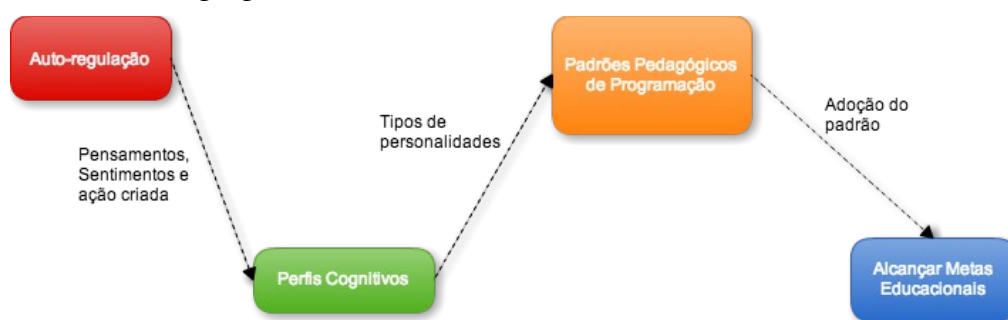 Auto-regulação
Pensamentos,
Sentimentos e
ação criada
Perfis Cognitivos
Tipos de
personalidades
Padrões Pedagógicos
de Programação
Adoção do
padrão
Alcançar Metas
Educacionais